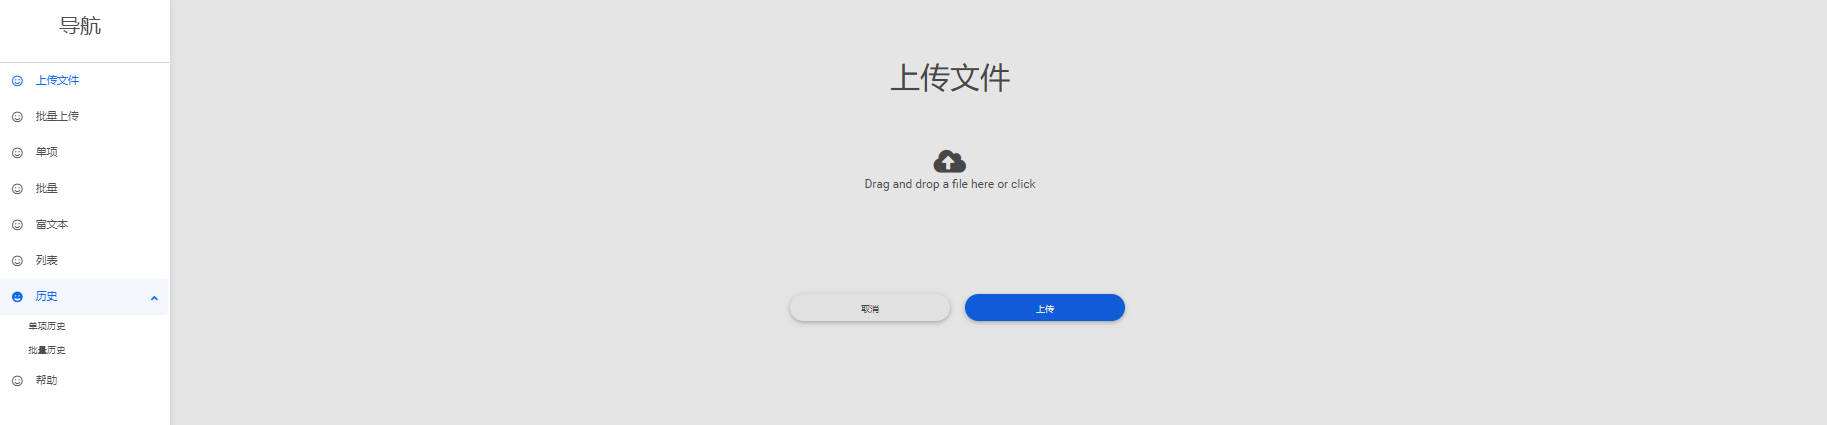 导航
上传文件
批量上传
单项
批量
富文本
列表
历史
单项历史
批量历史
帮助
上传文件
Drag and drop a file here or click
取消
上传